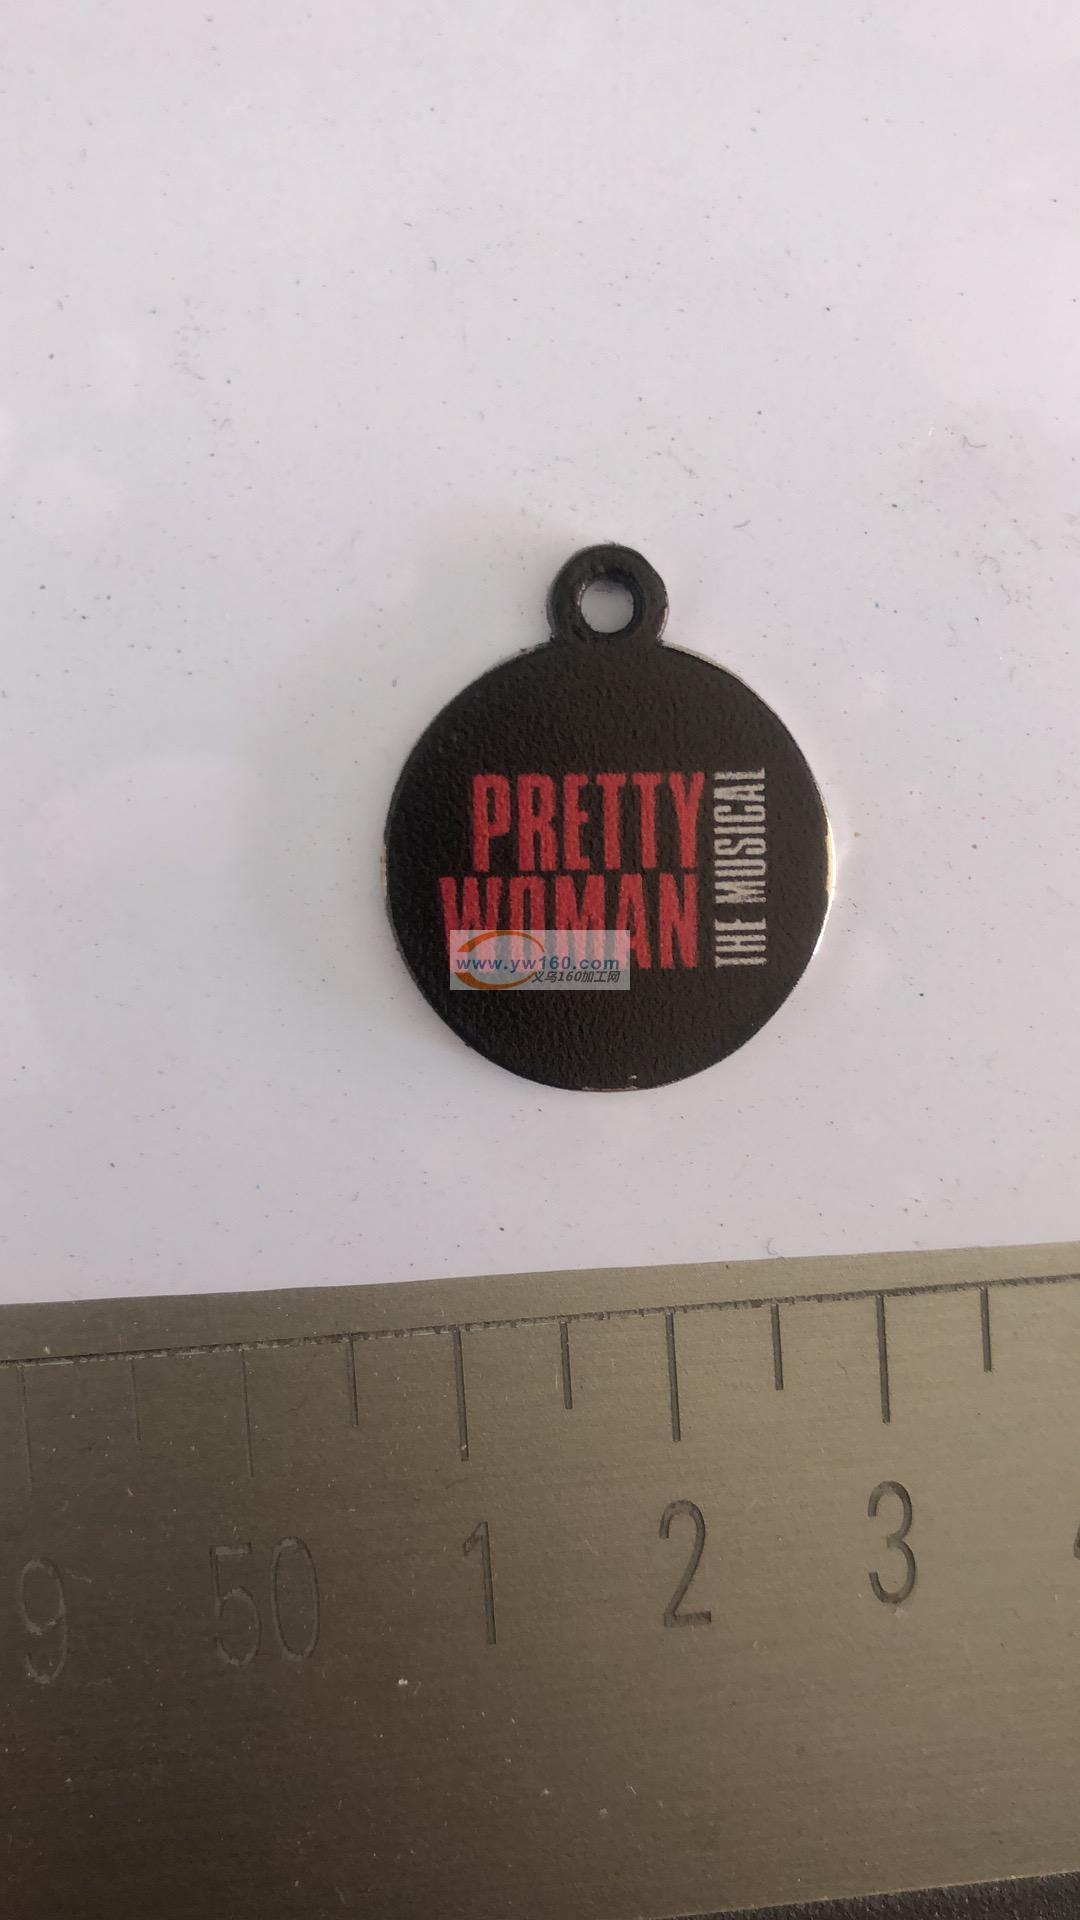 PRETTY
WOMAN
THE MUSICAL
www.yw160.com
义乌160加工网
9 50 1 2 3